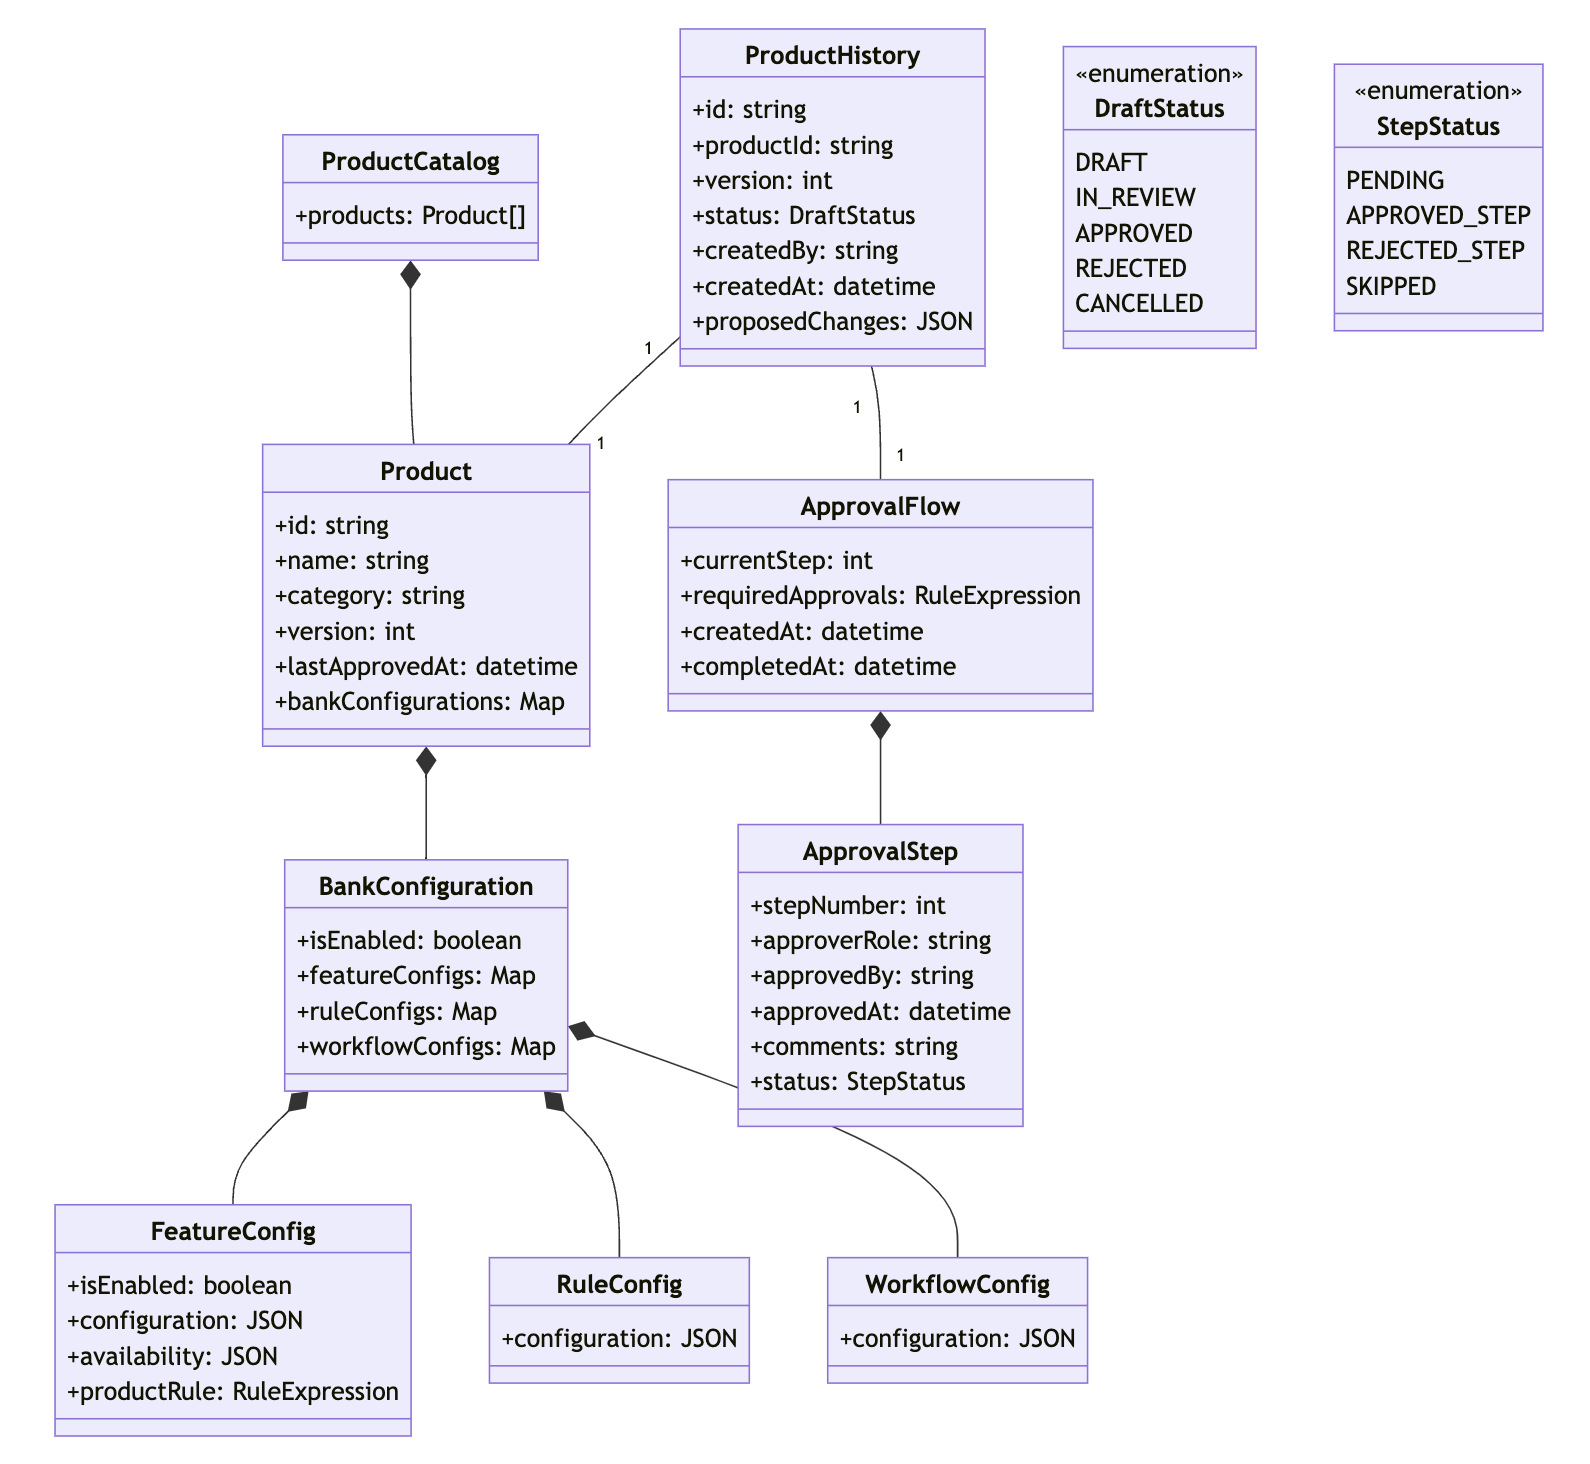 ProductHistory
+id: string
+productId: string
+version: int
+status: DraftStatus
+createdBy: string
+createdAt: datetime
+proposedChanges: JSON
«enumeration»
DraftStatus
DRAFT
IN_REVIEW
APPROVED
REJECTED
CANCELLED
«enumeration»
StepStatus
PENDING
APPROVED_STEP
REJECTED_STEP
SKIPPED
ProductCatalog
+products: Product[]
1
1
1
1
Product
+id: string
+name: string
+category: string
+version: int
+lastApprovedAt: datetime
+bankConfigurations: Map
ApprovalFlow
+currentStep: int
+requiredApprovals: RuleExpression
+createdAt: datetime
+completedAt: datetime
BankConfiguration
+isEnabled: boolean
+featureConfigs: Map
+ruleConfigs: Map
+workflowConfigs: Map
ApprovalStep
+stepNumber: int
+approverRole: string
+approvedBy: string
+approvedAt: datetime
+comments: string
+status: StepStatus
FeatureConfig
+isEnabled: boolean
+configuration: JSON
+availability: JSON
+productRule: RuleExpression
RuleConfig
+configuration: JSON
WorkflowConfig
+configuration: JSON